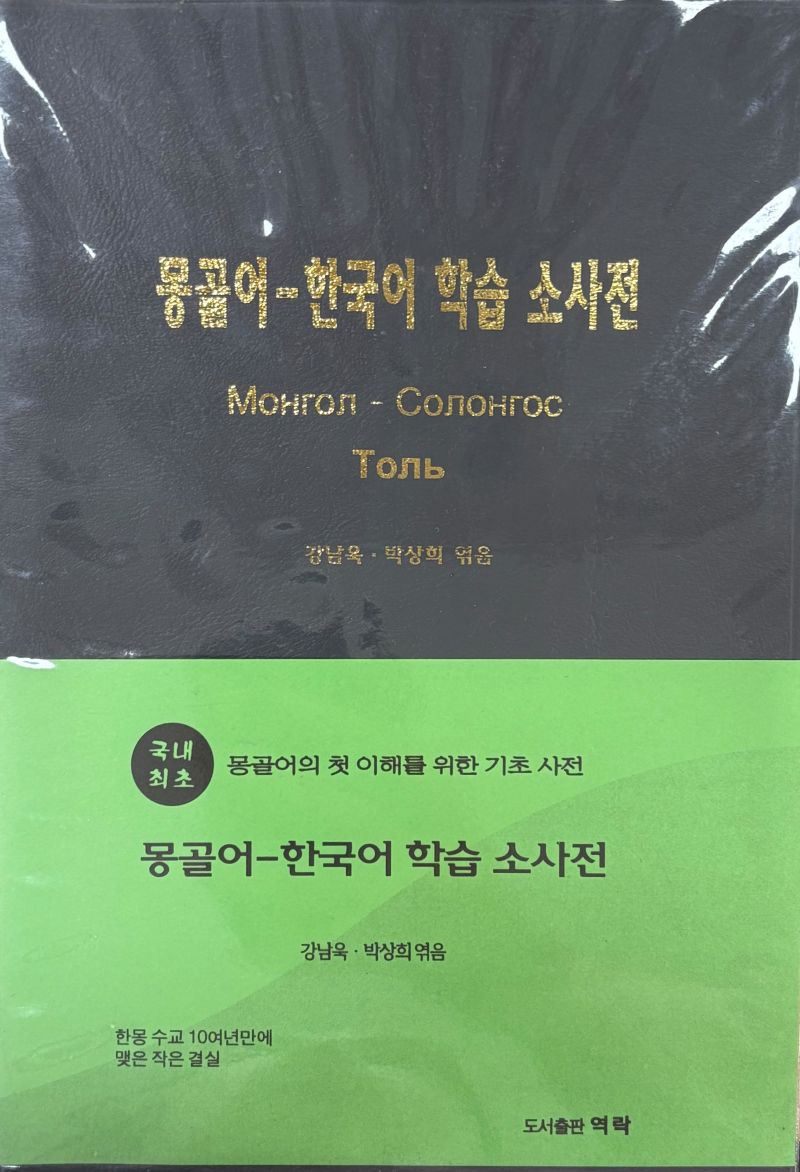 몽골어-한국어 학습 소사전
Монгол - Солонгос
Толь
강남욱 · 박상희 엮음
국내
최초
몽골어의 첫 이해를 위한 기초 사전
몽골어-한국어 학습 소사전
강남욱 · 박상희 엮음
한몽 수교 10여년만에
맺은 작은 결실
도서출판 역락